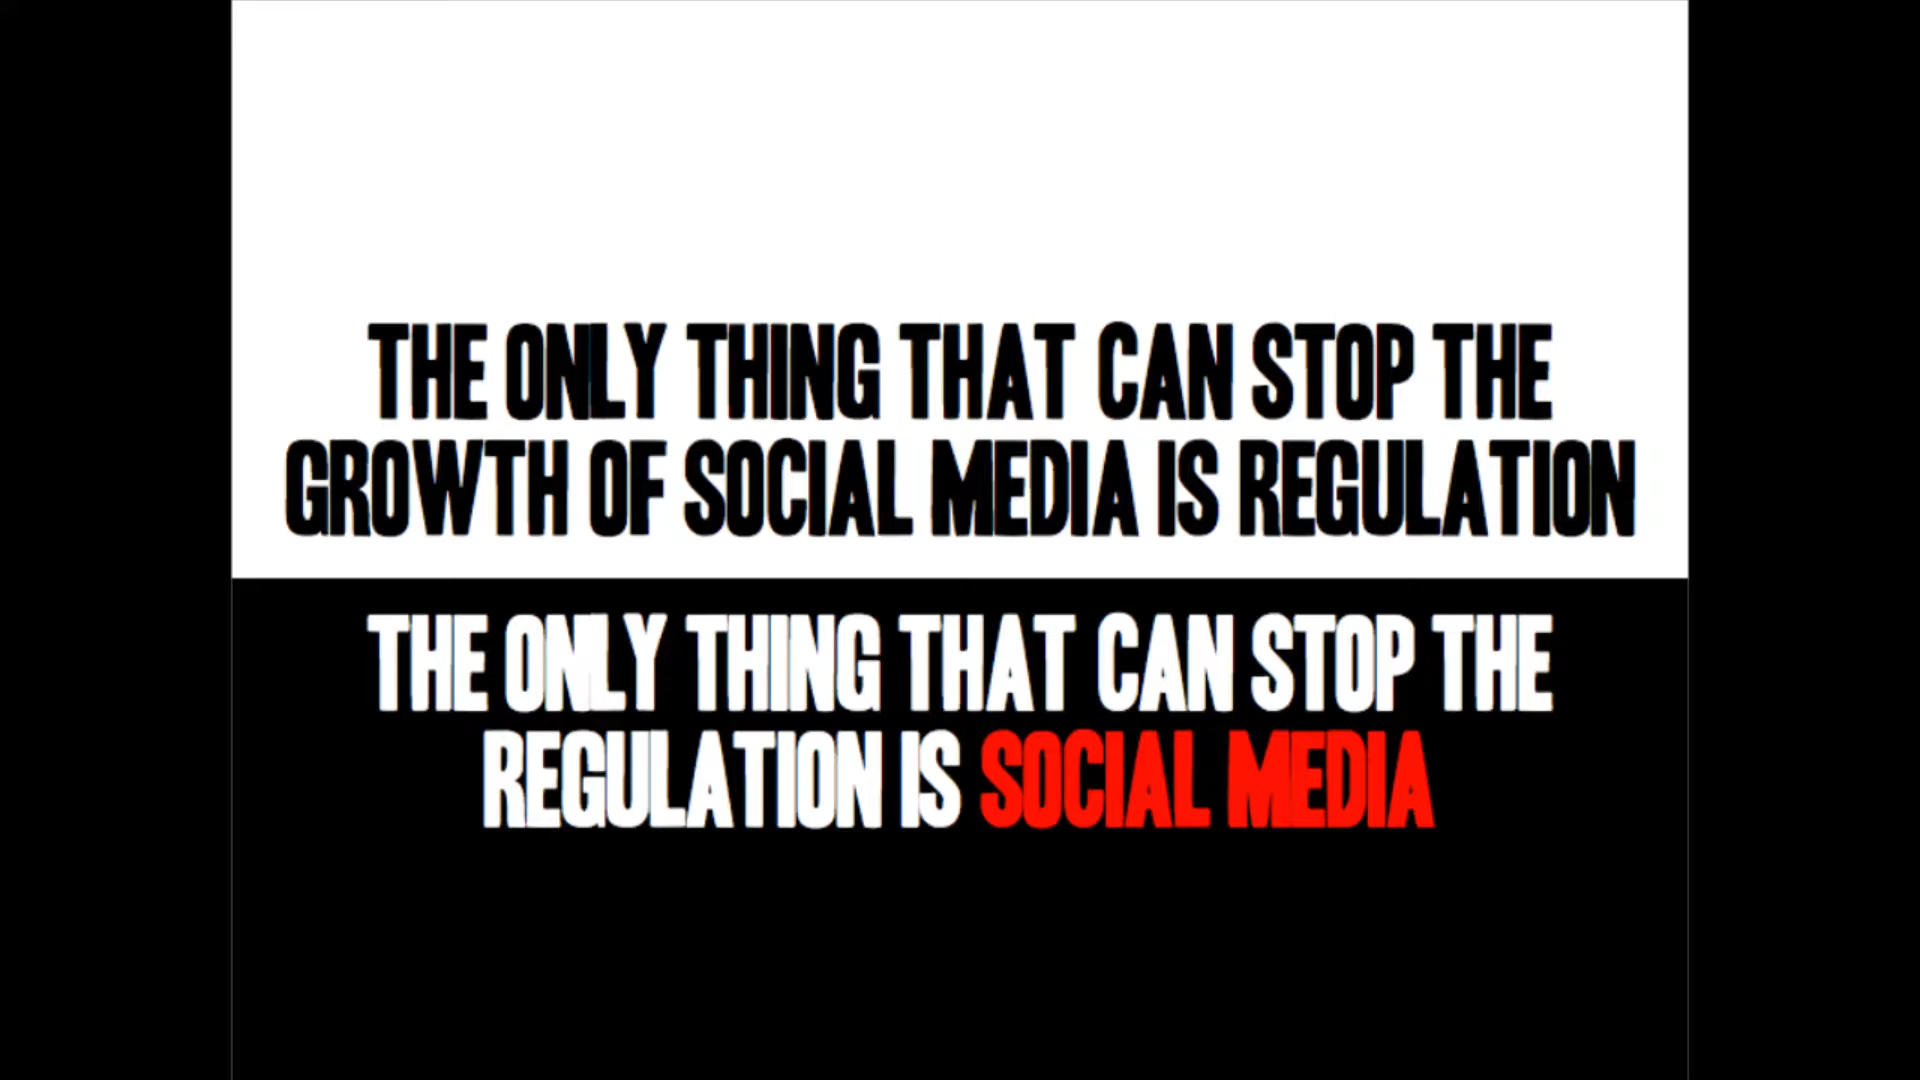 THE ONLY THING THAT CAN STOP THE
GROWTH OF SOCIAL MEDIA IS REGULATION
THE ONLY THING THAT CAN STOP THE
REGULATION IS SOCIAL MEDIA